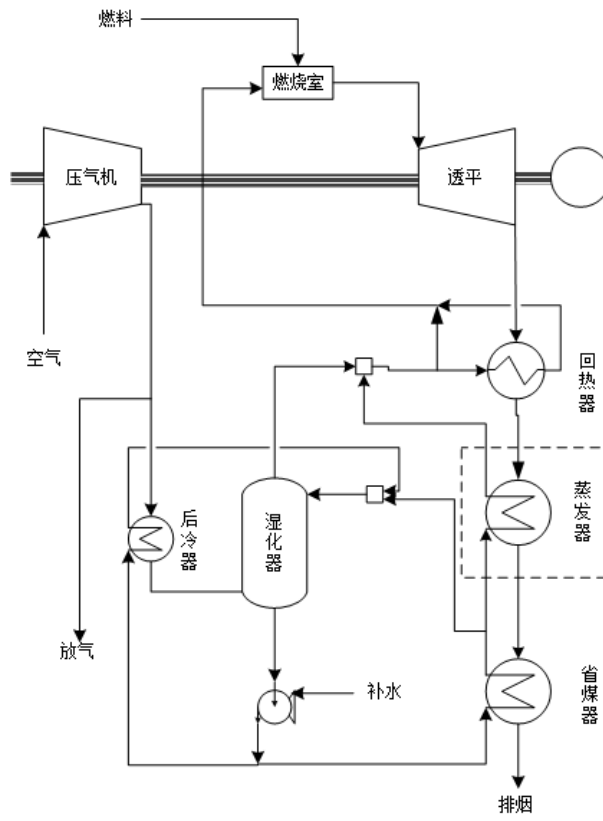 燃料
燃烧室
压气机
透平
空气
回热器
蒸发器
后冷器
湿化器
放气
补水
省煤器
排烟